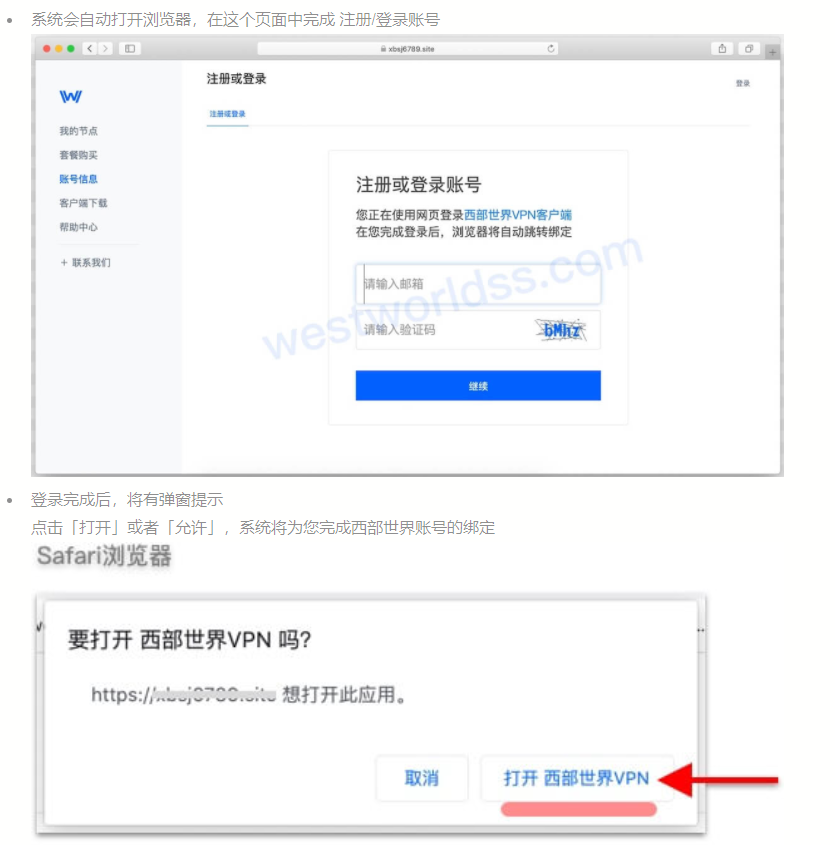 系统会自动打开浏览器，在这个页面中完成 注册/登录账号
xbsj6789.site
注册或登录
登录
注册或登录
我的节点
套餐购买
账号信息
客户端下载
帮助中心
+ 联系我们
注册或登录账号
您正在使用网页登录西部世界VPN客户端
在您完成登录后，浏览器将自动跳转绑定
请输入邮箱
请输入验证码
bMhz
继续
westworldss.com
登录完成后，将有弹窗提示
点击「打开」或者「允许」，系统将为您完成西部世界账号的绑定
Safari浏览器
要打开 西部世界VPN 吗?
https://xbsj6789.site 想打开此应用。
取消
打开 西部世界VPN